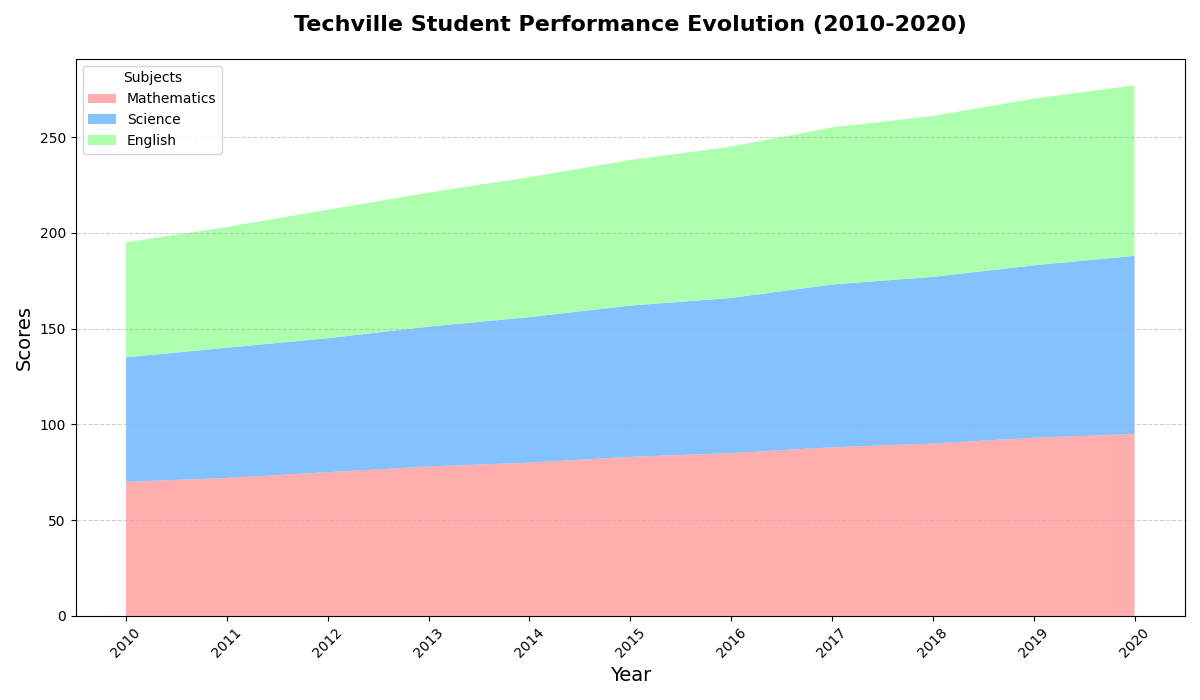 Techville Student Performance Evolution (2010-2020)
Subjects
Mathematics
Science
English
Scores
250
200
150
100
50
0
2010 2011 2012 2013 2014 2015 2016 2017 2018 2019 2020
Year